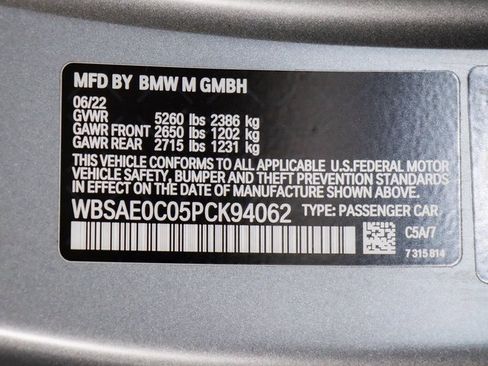 MFD BY BMW M GMBH
06/22
GVWR 5260 lbs 2386 kg
GAWR FRONT 2650 lbs 1202 kg
GAWR REAR 2715 lbs 1231 kg
THIS VEHICLE CONFORMS TO ALL APPLICABLE U.S.FEDERAL MOTOR
VEHICLE SAFETY, BUMPER, AND THEFT PREVENTION STANDARDS IN
EFFECT ON THE DATE OF MANUFACTURE SHOWN ABOVE.
WBSAE0C05PCK94062 TYPE: PASSENGER CAR
C5A/7
7 315 814